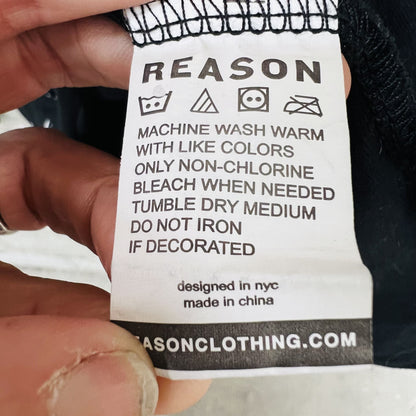 REASON
MACHINE WASH WARM
WITH LIKE COLORS
ONLY NON-CHLORINE
BLEACH WHEN NEEDED
TUMBLE DRY MEDIUM
DO NOT IRON
IF DECORATED
designed in nyc
made in china
EASONCLOTHING.COM